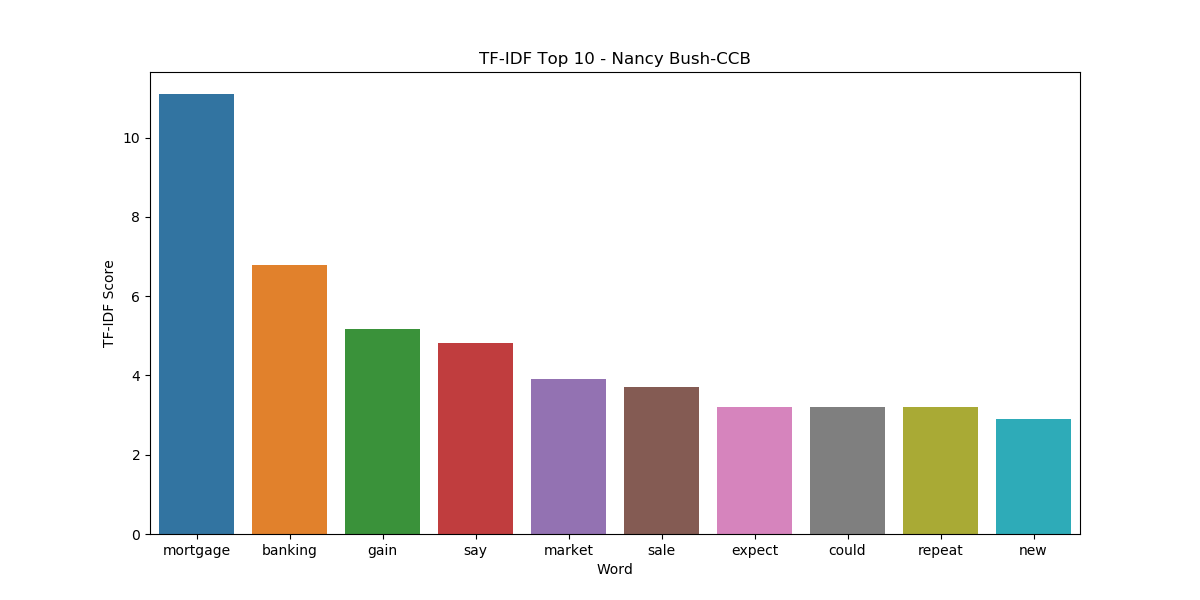 TF-IDF Top 10 - Nancy Bush-CCB
TF-IDF Score
10
8
6
4
2
0
mortgage banking gain say market sale expect could repeat new
Word